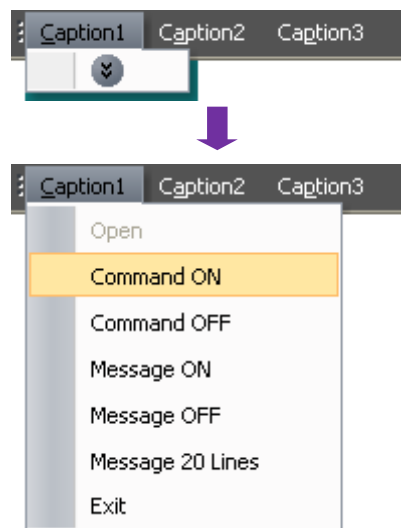 Caption1 Caption2 Caption3
Caption1 Caption2 Caption3
Open
Command ON
Command OFF
Message ON
Message OFF
Message 20 Lines
Exit